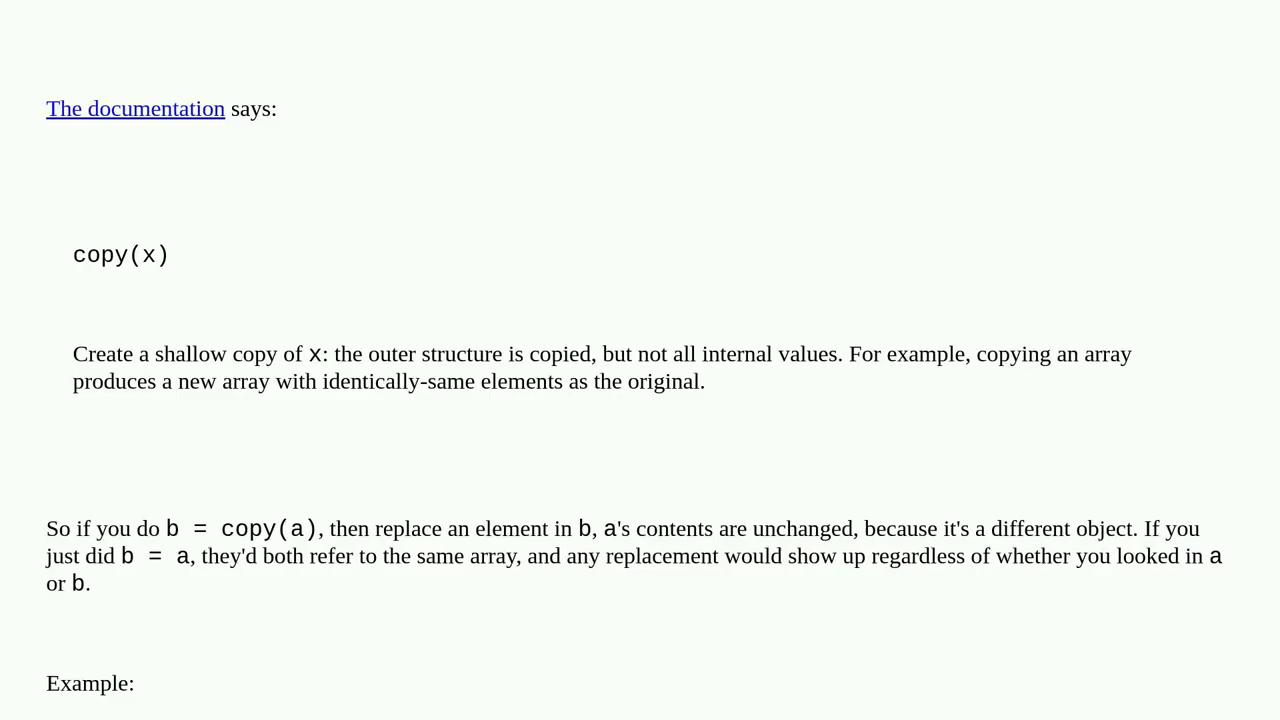 The documentation says:
copy(x)
Create a shallow copy of x: the outer structure is copied, but not all internal values. For example, copying an array
produces a new array with identically-same elements as the original.
So if you do b = copy(a), then replace an element in b, a's contents are unchanged, because it's a different object. If you
just did b = a, they'd both refer to the same array, and any replacement would show up regardless of whether you looked in a
or b.
Example: